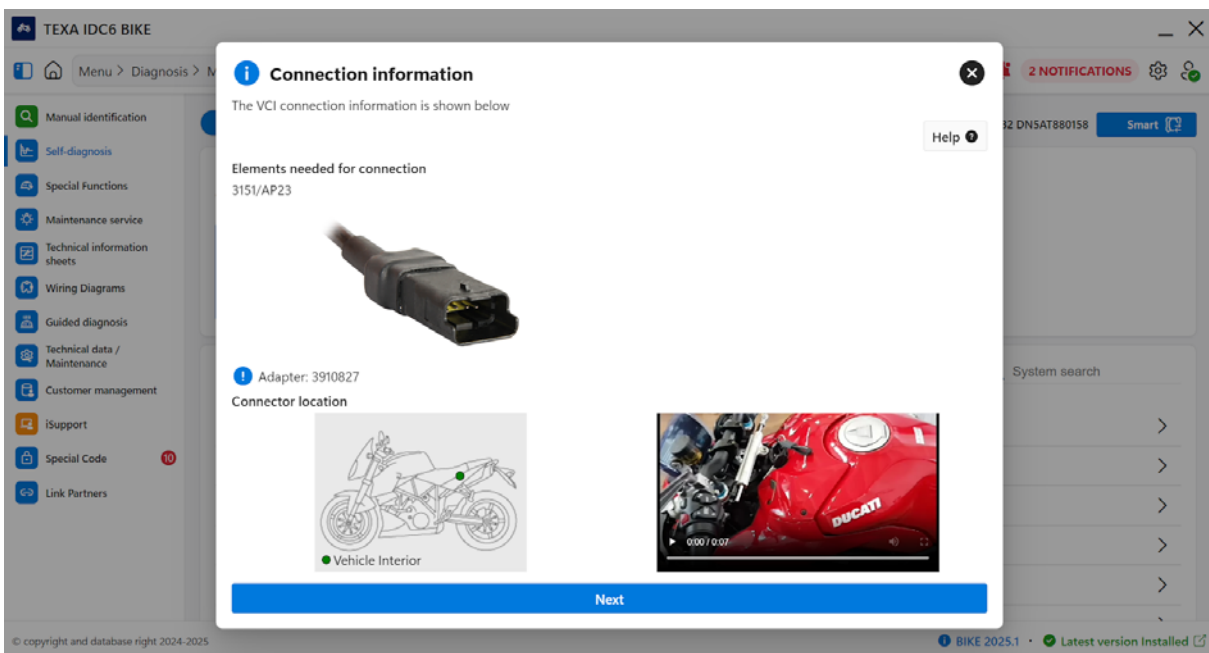 TEXA IDC6 BIKE
Menu > Diagnosis > M
2 NOTIFICATIONS
Manual identification
Self-diagnosis
Special Functions
Maintenance service
Technical information
sheets
Wiring Diagrams
Guided diagnosis
Technical data /
Maintenance
Customer management
iSupport
Special Code
10
Link Partners
Connection information
The VCI connection information is shown below
Help
Elements needed for connection
3151/AP23
Adapter: 3910827
Connector location
Vehicle Interior
DUCATI
0:00 / 0:07
Next
DN5AT880158
Smart
System search
© copyright and database right 2024-2025
BIKE 2025.1 • Latest version Installed